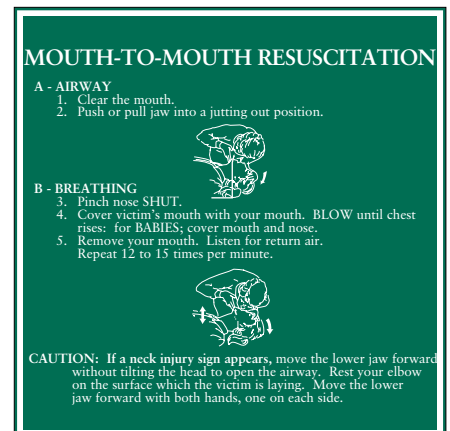 MOUTH-TO-MOUTH RESUSCITATION
A - AIRWAY
1. Clear the mouth.
2. Push or pull jaw into a jutting out position.
B - BREATHING
3. Pinch nose SHUT.
4. Cover victim's mouth with your mouth. BLOW until chest
rises: for BABIES; cover mouth and nose.
5. Remove your mouth. Listen for return air.
Repeat 12 to 15 times per minute.
CAUTION: If a neck injury sign appears, move the lower jaw forward
without tilting the head to open the airway. Rest your elbow
on the surface which the victim is laying. Move the lower
jaw forward with both hands, one on each side.